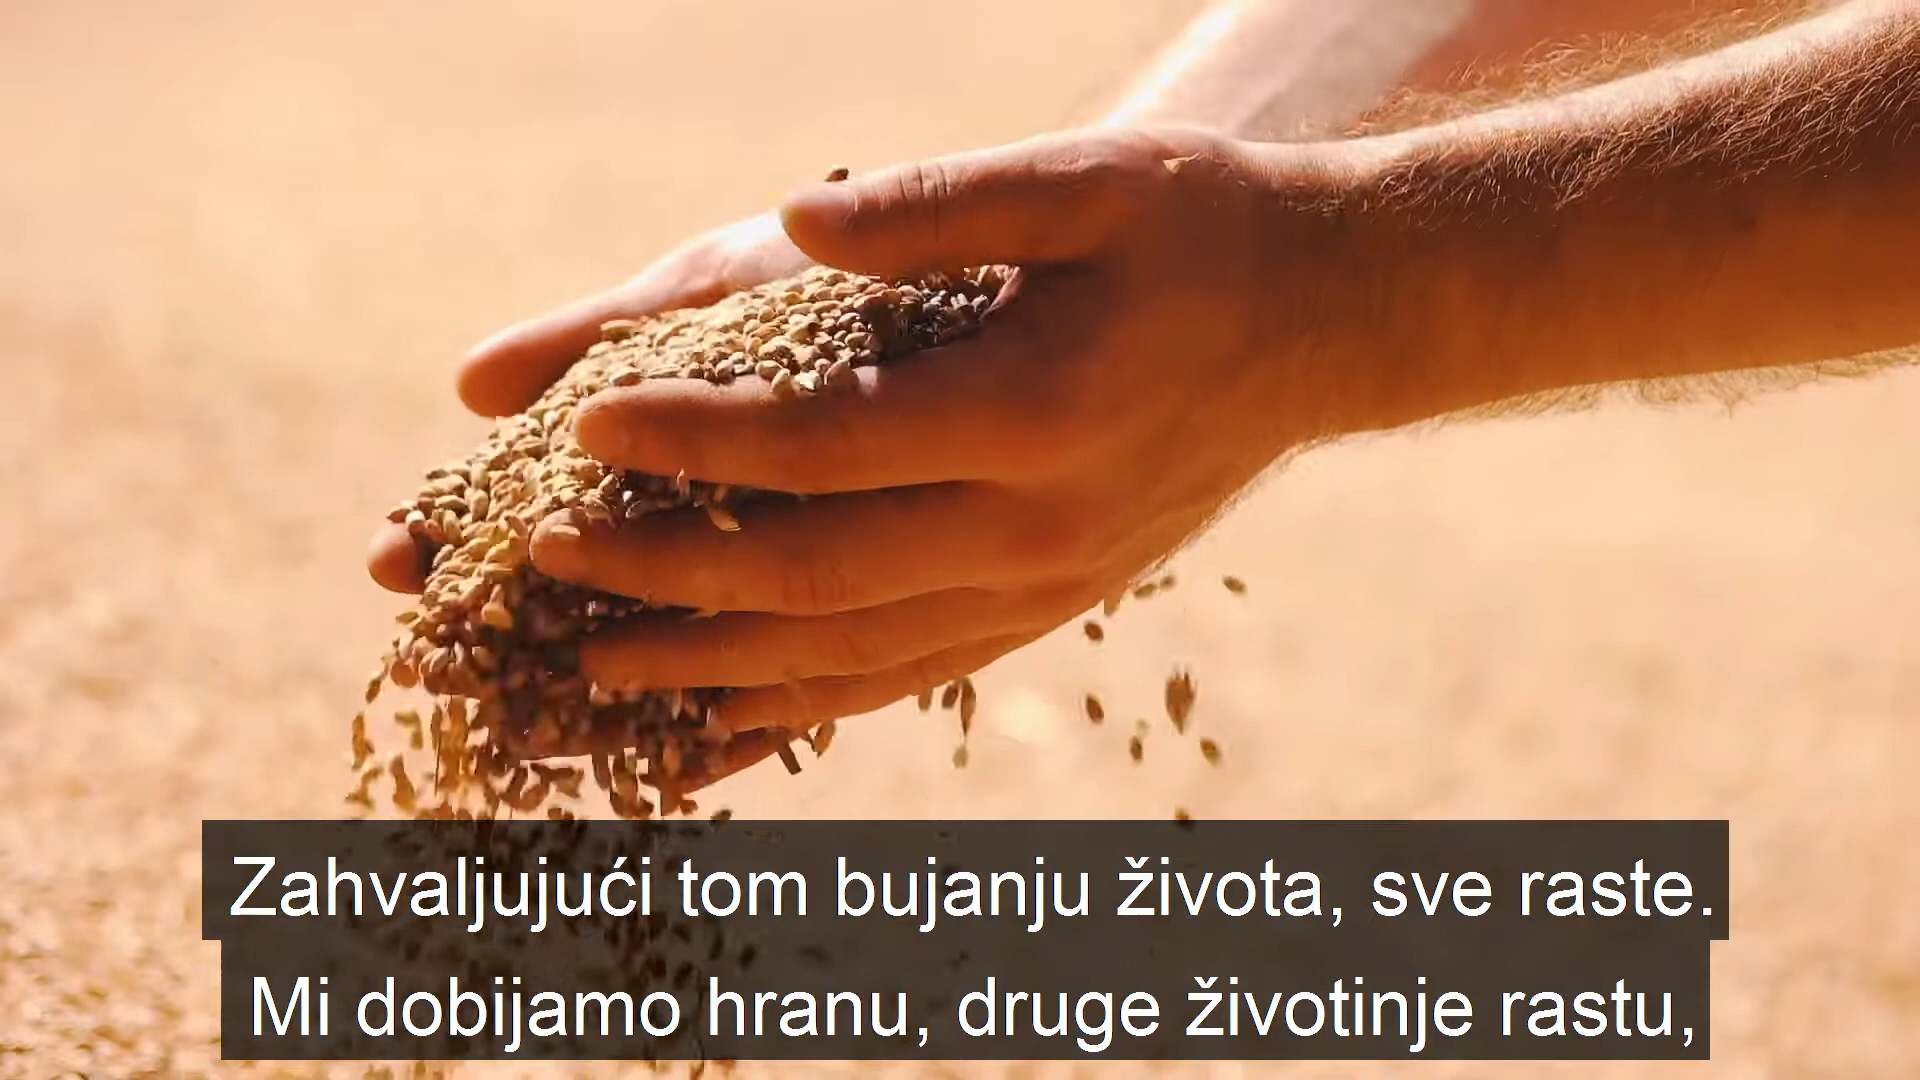 Zahvaljujući tom bujanju života, sve raste.
Mi dobijamo hranu, druge životinje rastu,